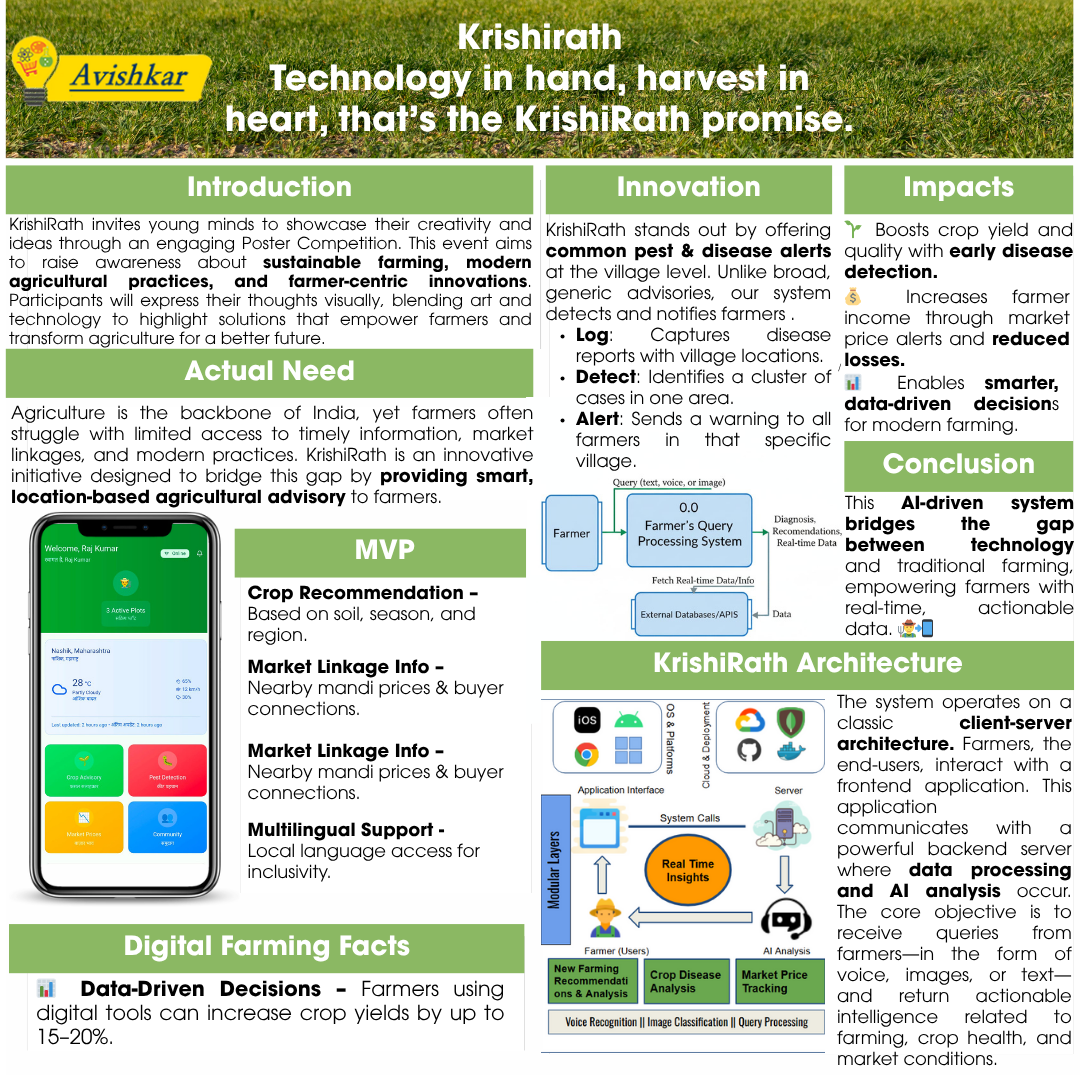 Avishkar
Krishirath
Technology in hand, harvest in
heart, that's the KrishiRath promise.
Introduction
KrishiRath invites young minds to showcase their creativity and
ideas through an engaging Poster Competition. This event aims
to raise awareness about sustainable farming, modern
agricultural practices, and farmer-centric innovations.
Participants will express their thoughts visually, blending art and
technology to highlight solutions that empower farmers and
transform agriculture for a better future.
Actual Need
Agriculture is the backbone of India, yet farmers often
struggle with limited access to timely information, market
linkages, and modern practices. KrishiRath is an innovative
initiative designed to bridge this gap by providing smart,
location-based agricultural advisory to farmers.
Welcome, Raj Kumar
Online
3 Active Plots
Nashik, Maharashtra
नाशिक, महाराष्ट्र
28 °C
Partly Cloudy
65%
12 km/h
30%
Last updated: 2 hours ago
Crop Advisory
Pest Detection
Market Prices
Community
समुदाय
MVP
Crop Recommendation –
Based on soil, season, and
region.
Market Linkage Info –
Nearby mandi prices & buyer
connections.
Market Linkage Info –
Nearby mandi prices & buyer
connections.
Multilingual Support -
Local language access for
inclusivity.
Digital Farming Facts
📊 Data-Driven Decisions – Farmers using
digital tools can increase crop yields by up to
15–20%.
Innovation
KrishiRath stands out by offering
common pest & disease alerts
at the village level. Unlike broad,
generic advisories, our system
detects and notifies farmers .
• Log: Captures disease
reports with village locations.
• Detect: Identifies a cluster of
cases in one area.
• Alert: Sends a warning to all
farmers in that specific
village.
Query (text, voice, or image)
Farmer
0.0
Farmer's Query
Processing System
Diagnosis,
Recomendations,
Real-time Data
Fetch Real-time Data/Info
External Databases/APIS
Data
Impacts
🌱 Boosts crop yield and
quality with early disease
detection.
💰 Increases farmer
income through market
price alerts and reduced
losses.
📊 Enables smarter,
data-driven decisions
for modern farming.
Conclusion
This AI-driven system
bridges the gap
between technology
and traditional farming,
empowering farmers with
real-time, actionable
data.
KrishiRath Architecture
iOS
OS & Platforms
Cloud & Deployment
Application Interface
Server
System Calls
Modular Layers
Real Time
Insights
Farmer (Users)
AI Analysis
New Farming
Recommendati
ons & Analysis
Crop Disease
Analysis
Market Price
Tracking
Voice Recognition || Image Classification || Query Processing
The system operates on a
classic client-server
architecture. Farmers, the
end-users, interact with a
frontend application. This
application
communicates with a
powerful backend server
where data processing
and AI analysis occur.
The core objective is to
receive queries from
farmers—in the form of
voice, images, or text—
and return actionable
intelligence related to
farming, crop health, and
market conditions.